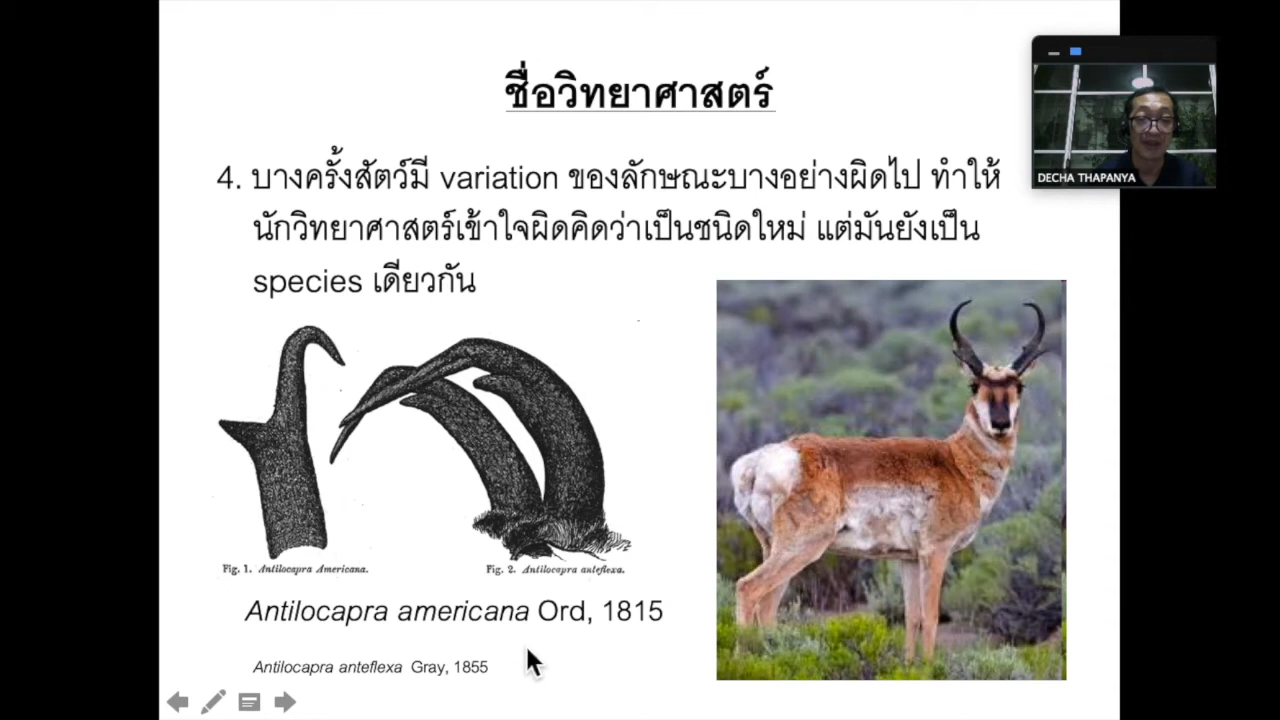 ชื่อวิทยาศาสตร์
4. บางครั้งสัตว์มี variation ของลักษณะบางอย่างผิดไป ทำให้
นักวิทยาศาสตร์เข้าใจผิดคิดว่าเป็นชนิดใหม่ แต่มันยังเป็น
species เดียวกัน
Fig. 1. Antilocapra Americana.
Fig. 2. Antilocapra anteflexa.
Antilocapra americana Ord, 1815
Antilocapra anteflexa Gray, 1855
DECHA THAPANYA